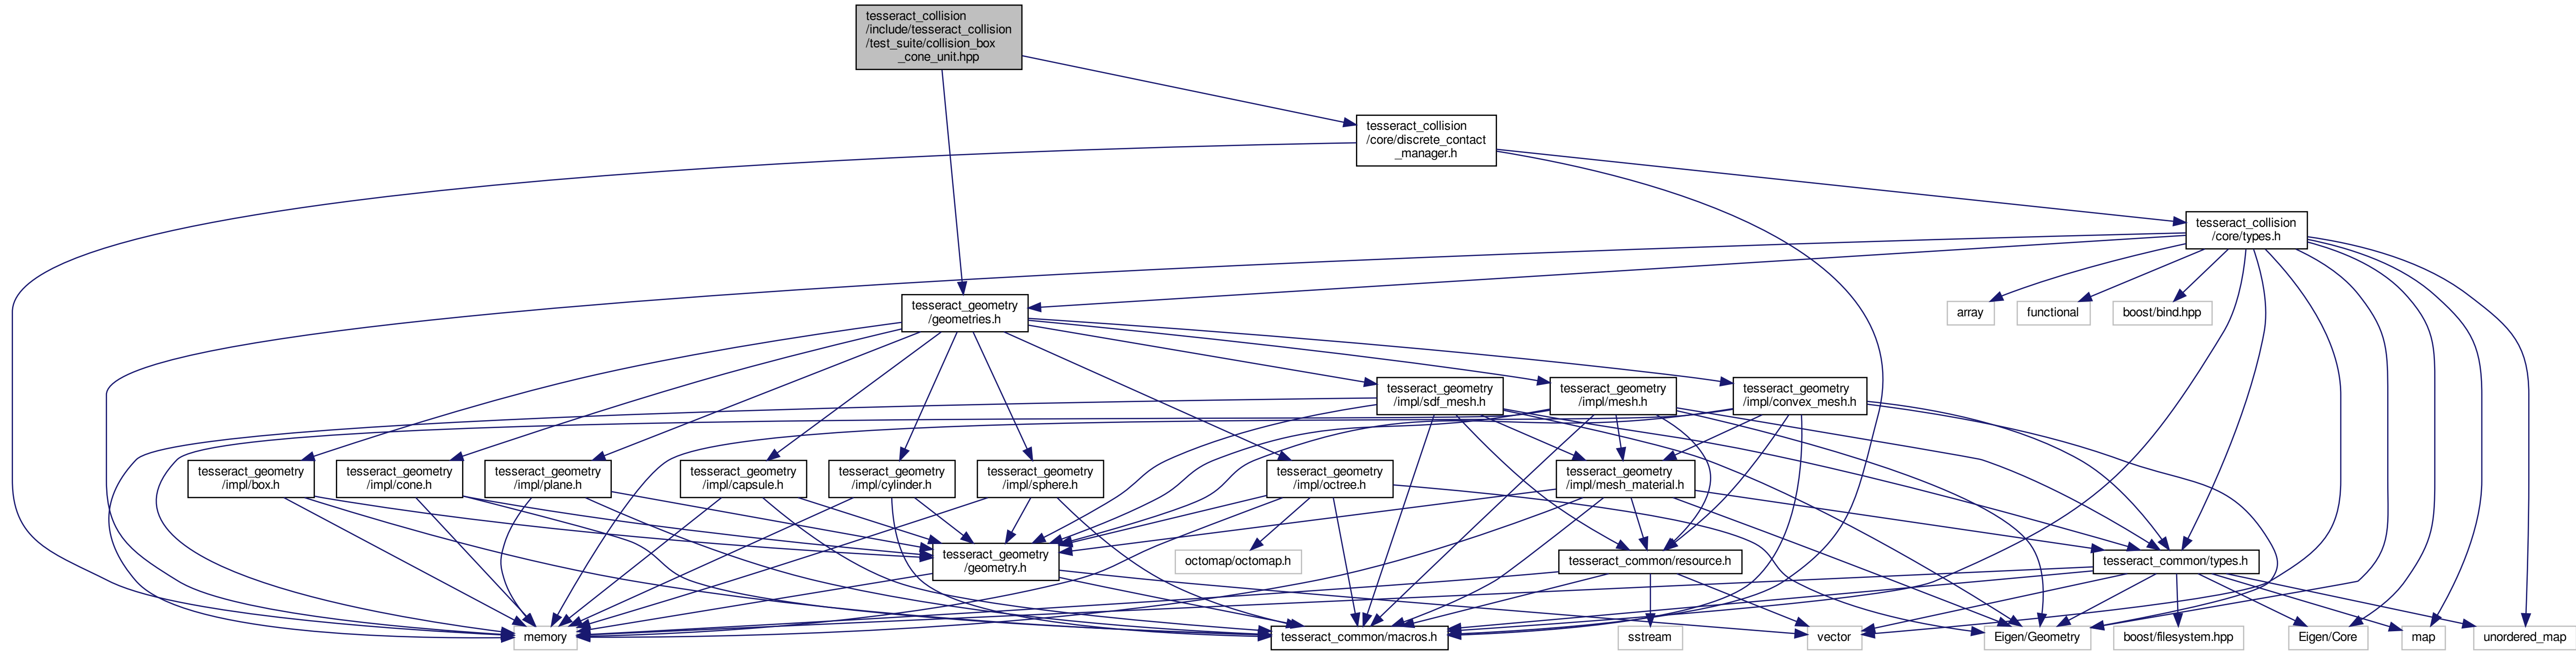 tesseract_collision
/include/tesseract_collision
/test_suite/collision_box
_cone_unit.hpp
tesseract_collision
/core/discrete_contact
_manager.h
tesseract_collision
/core/types.h
tesseract_geometry
/geometries.h
array
functional
boost/bind.hpp
tesseract_geometry
/impl/sdf_mesh.h
tesseract_geometry
/impl/mesh.h
tesseract_geometry
/impl/convex_mesh.h
tesseract_geometry
/impl/box.h
tesseract_geometry
/impl/cone.h
tesseract_geometry
/impl/plane.h
tesseract_geometry
/impl/capsule.h
tesseract_geometry
/impl/cylinder.h
tesseract_geometry
/impl/sphere.h
tesseract_geometry
/impl/octree.h
tesseract_geometry
/impl/mesh_material.h
tesseract_geometry
/geometry.h
octomap/octomap.h
tesseract_common/resource.h
tesseract_common/types.h
memory
tesseract_common/macros.h
sstream
vector
Eigen/Geometry
boost/filesystem.hpp
Eigen/Core
map
unordered_map